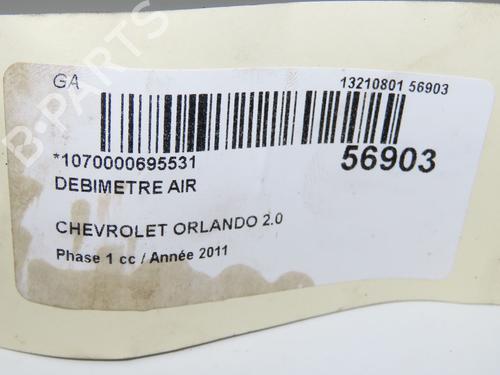 GA
13210801 56903
*1070000695531
56903
DEBIMETRE AIR
CHEVROLET ORLANDO 2.0
Phase 1 cc / Année 2011
B-PARTS